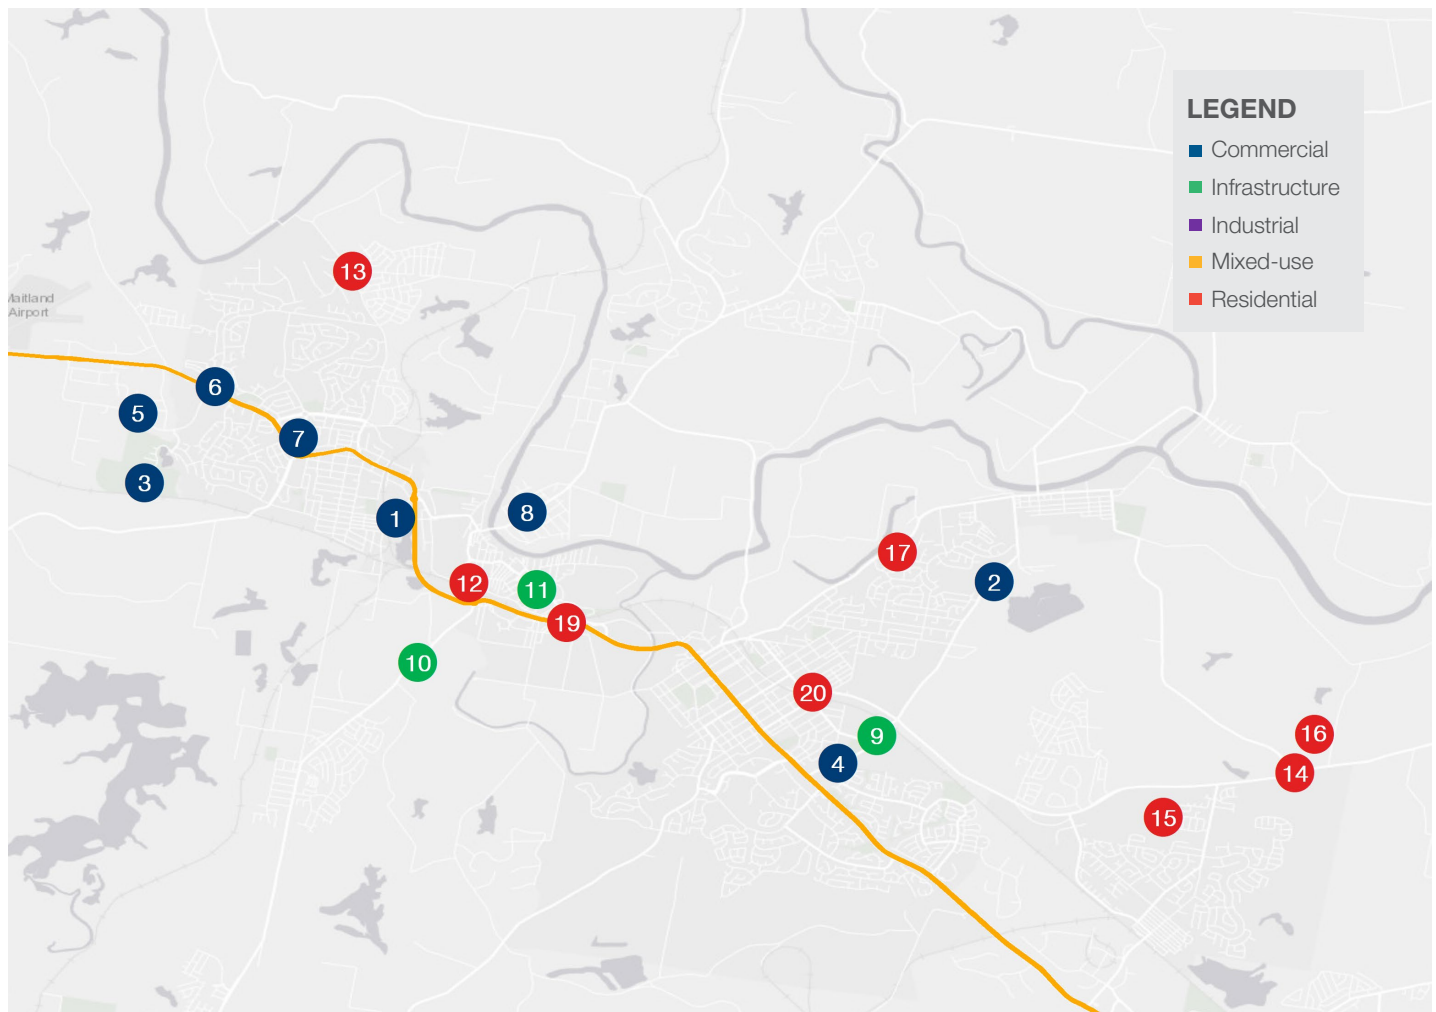 LEGEND
Commercial
Infrastructure
Industrial
Mixed-use
Residential
13
Maitland
Airport
6
5
7
3
1
8
17
2
12
11
19
10
20
9
4
16
14
15